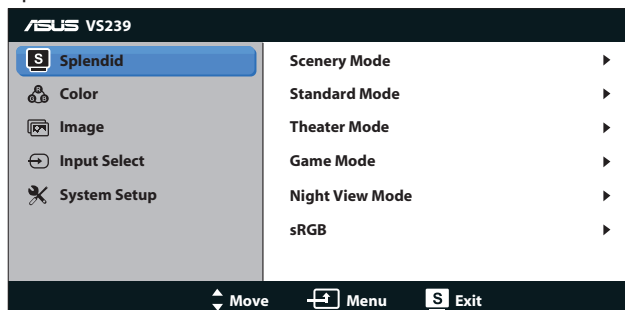 ASUS VS239
S Splendid
Color
Image
Input Select
System Setup
Scenery Mode
Standard Mode
Theater Mode
Game Mode
Night View Mode
sRGB
Move Menu S Exit